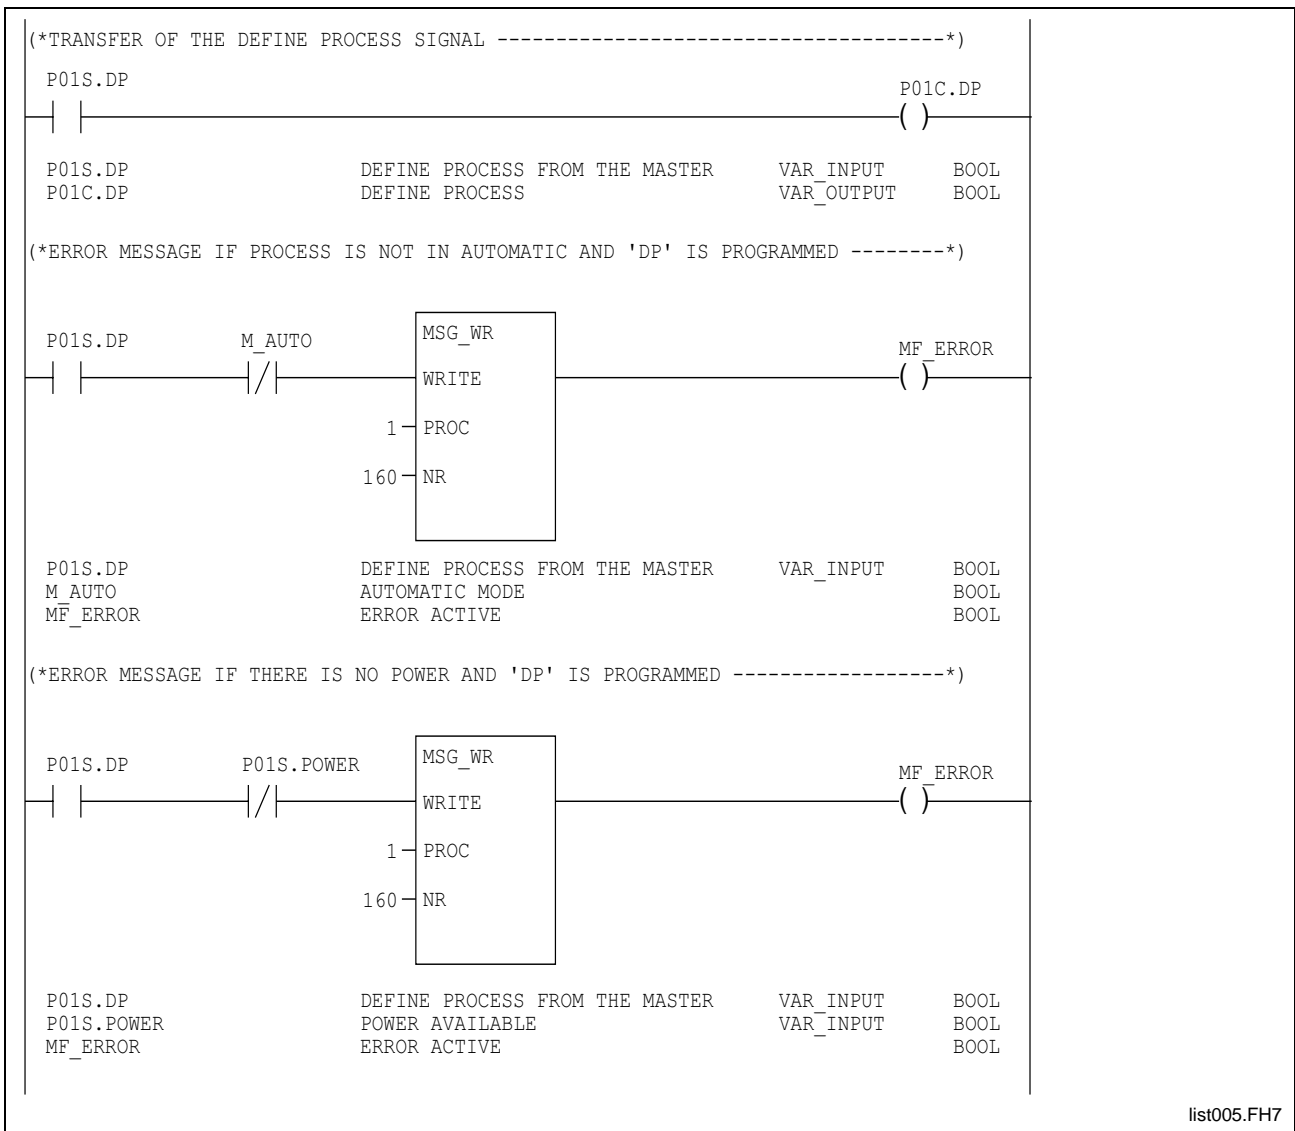 (*TRANSFER OF THE DEFINE PROCESS SIGNAL --------------------------------------*)
P01S.DP P01C.DP
( )
P01S.DP DEFINE PROCESS FROM THE MASTER VAR_INPUT BOOL
P01C.DP DEFINE PROCESS VAR_OUTPUT BOOL
(*ERROR MESSAGE IF PROCESS IS NOT IN AUTOMATIC AND 'DP' IS PROGRAMMED --------*)
P01S.DP M_AUTO MSG_WR MF_ERROR
WRITE ( )
1 PROC
160 NR
P01S.DP DEFINE PROCESS FROM THE MASTER VAR_INPUT BOOL
M_AUTO AUTOMATIC MODE BOOL
MF_ERROR ERROR ACTIVE BOOL
(*ERROR MESSAGE IF THERE IS NO POWER AND 'DP' IS PROGRAMMED ------------------*)
P01S.DP P01S.POWER MSG_WR MF_ERROR
WRITE ( )
1 PROC
160 NR
P01S.DP DEFINE PROCESS FROM THE MASTER VAR_INPUT BOOL
P01S.POWER POWER AVAILABLE VAR_INPUT BOOL
MF_ERROR ERROR ACTIVE BOOL
list005.FH7